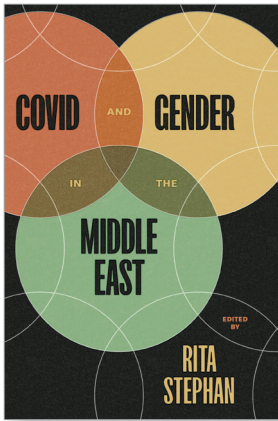 COVID AND GENDER
IN THE
MIDDLE
EAST
EDITED
BY
RITA
STEPHAN